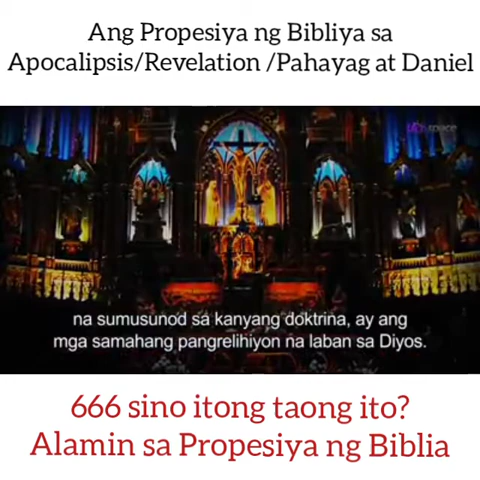 Ang Propesiya ng Bibliya sa
Apocalipsis/Revelation /Pahayag at Daniel
na sumusunod sa kanyang doktrina, ay ang
mga samahang pangrelihiyon na laban sa Diyos.
666 sino itong taong ito?
Alamin sa Propesiya ng Biblia